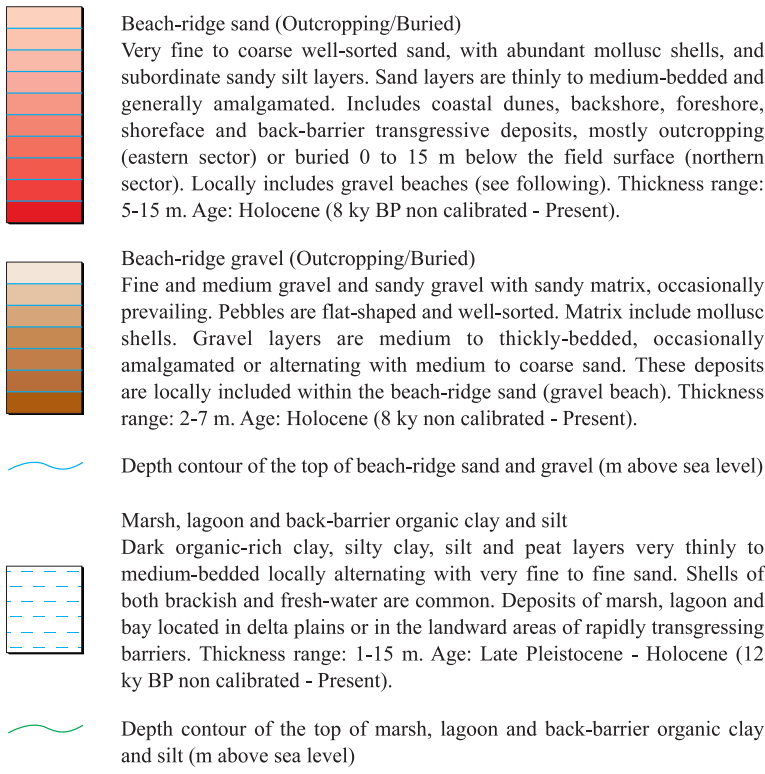 Beach-ridge sand (Outcropping/Buried)
Very fine to coarse well-sorted sand, with abundant mollusc shells, and
subordinate sandy silt layers. Sand layers are thinly to medium-bedded and
generally amalgamated. Includes coastal dunes, backshore, foreshore,
shoreface and back-barrier transgressive deposits, mostly outcropping
(eastern sector) or buried 0 to 15 m below the field surface (northern
sector). Locally includes gravel beaches (see following). Thickness range:
5-15 m. Age: Holocene (8 ky BP non calibrated - Present).
Beach-ridge gravel (Outcropping/Buried)
Fine and medium gravel and sandy gravel with sandy matrix, occasionally
prevailing. Pebbles are flat-shaped and well-sorted. Matrix include mollusc
shells. Gravel layers are medium to thickly-bedded, occasionally
amalgamated or alternating with medium to coarse sand. These deposits
are locally included within the beach-ridge sand (gravel beach). Thickness
range: 2-7 m. Age: Holocene (8 ky non calibrated - Present).
Depth contour of the top of beach-ridge sand and gravel (m above sea level)
Marsh, lagoon and back-barrier organic clay and silt
Dark organic-rich clay, silty clay, silt and peat layers very thinly to
medium-bedded locally alternating with very fine to fine sand. Shells of
both brackish and fresh-water are common. Deposits of marsh, lagoon and
bay located in delta plains or in the landward areas of rapidly transgressing
barriers. Thickness range: 1-15 m. Age: Late Pleistocene - Holocene (12
ky BP non calibrated - Present).
Depth contour of the top of marsh, lagoon and back-barrier organic clay
and silt (m above sea level)